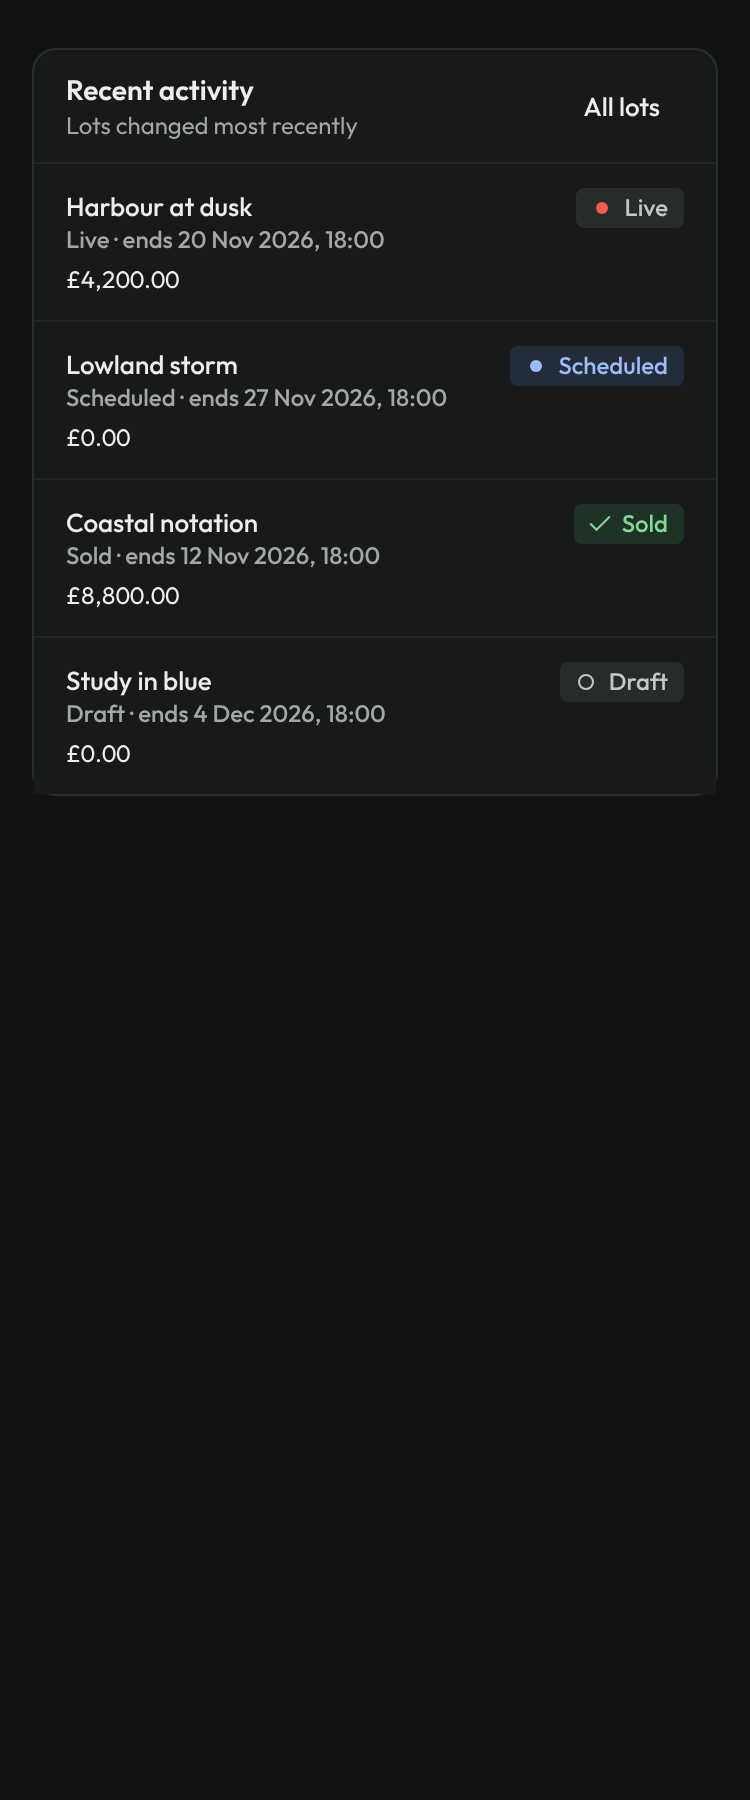 Recent activity
Lots changed most recently
All lots
Harbour at dusk
Live
Live · ends 20 Nov 2026, 18:00
£4,200.00
Lowland storm
Scheduled
Scheduled · ends 27 Nov 2026, 18:00
£0.00
Coastal notation
Sold
Sold · ends 12 Nov 2026, 18:00
£8,800.00
Study in blue
Draft
Draft · ends 4 Dec 2026, 18:00
£0.00